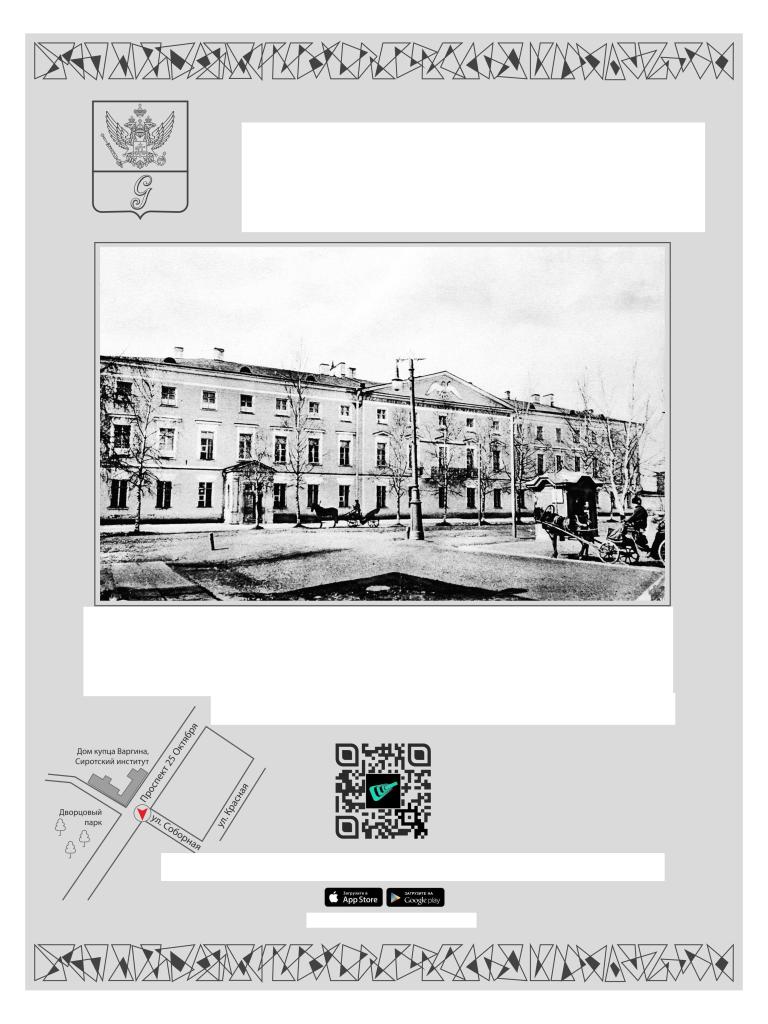 G
Дом купца Варгина,
Сиротский институт
Проспект 25 Октября
Дворцовый
парк
ул. Соборная
ул. Красная
Загрузите в
App Store
ЗАГРУЗИТЕ НА
Google play